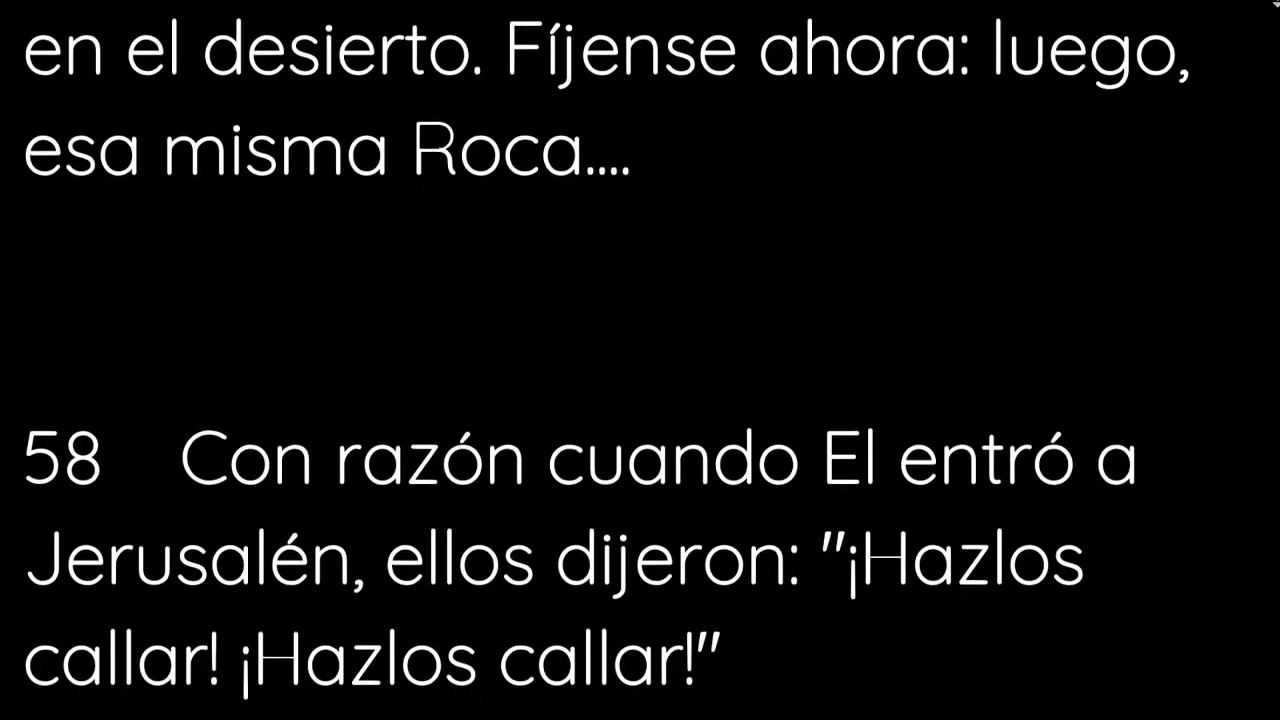 en el desierto. Fíjense ahora: luego,
esa misma Roca....
58 Con razón cuando El entró a
Jerusalén, ellos dijeron: "¡Hazlos
callar! ¡Hazlos callar!"